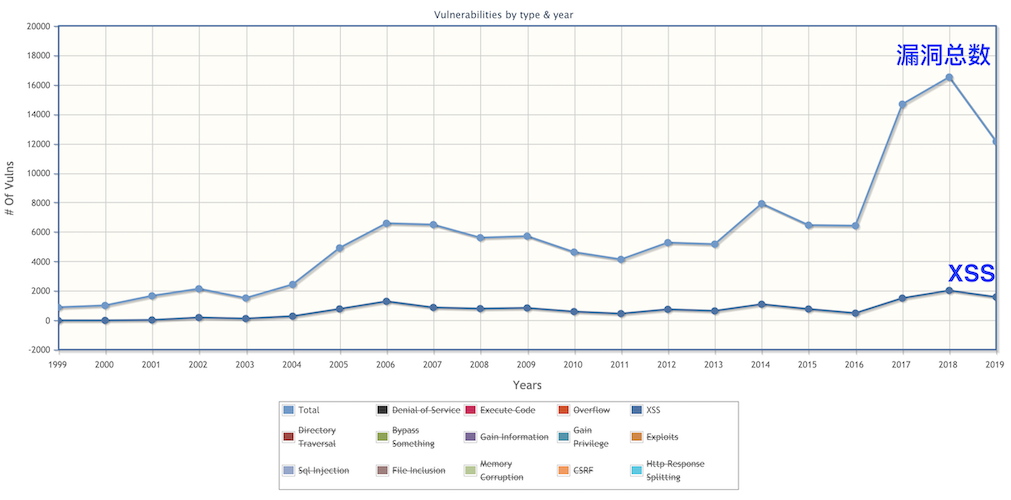 Vulnerabilities by type & year
20000
18000
16000
14000
12000
10000
8000
6000
4000
2000
0
-2000
# Of Vulns
漏洞总数
XSS
1999 2000 2001 2002 2003 2004 2005 2006 2007 2008 2009 2010 2011 2012 2013 2014 2015 2016 2017 2018 2019
Years
Total Denial of Service Execute Code Overflow XSS
Directory Traversal Bypass Something Gain Information Gain Privilege Exploits
Sql Injection File Inclusion Memory Corruption CSRF Http Response Splitting